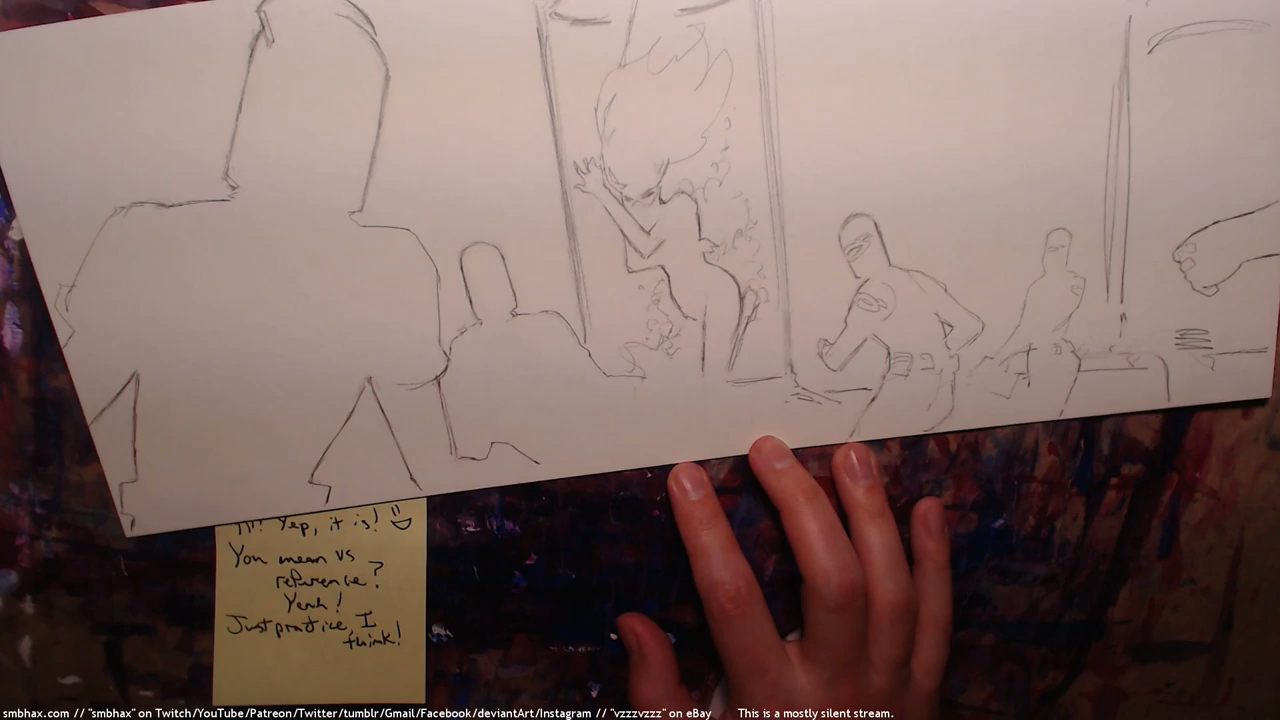 Hi! Yep, it is!
You mean vs
reference?
Yeah!
Just practice I
think!
smbhax.com // "smbhax" on Twitch/YouTube/Patreon/Twitter/tumblr/Gmail/Facebook/deviantArt/Instagram // "vzzzvzzz" on eBay This is a mostly silent stream.